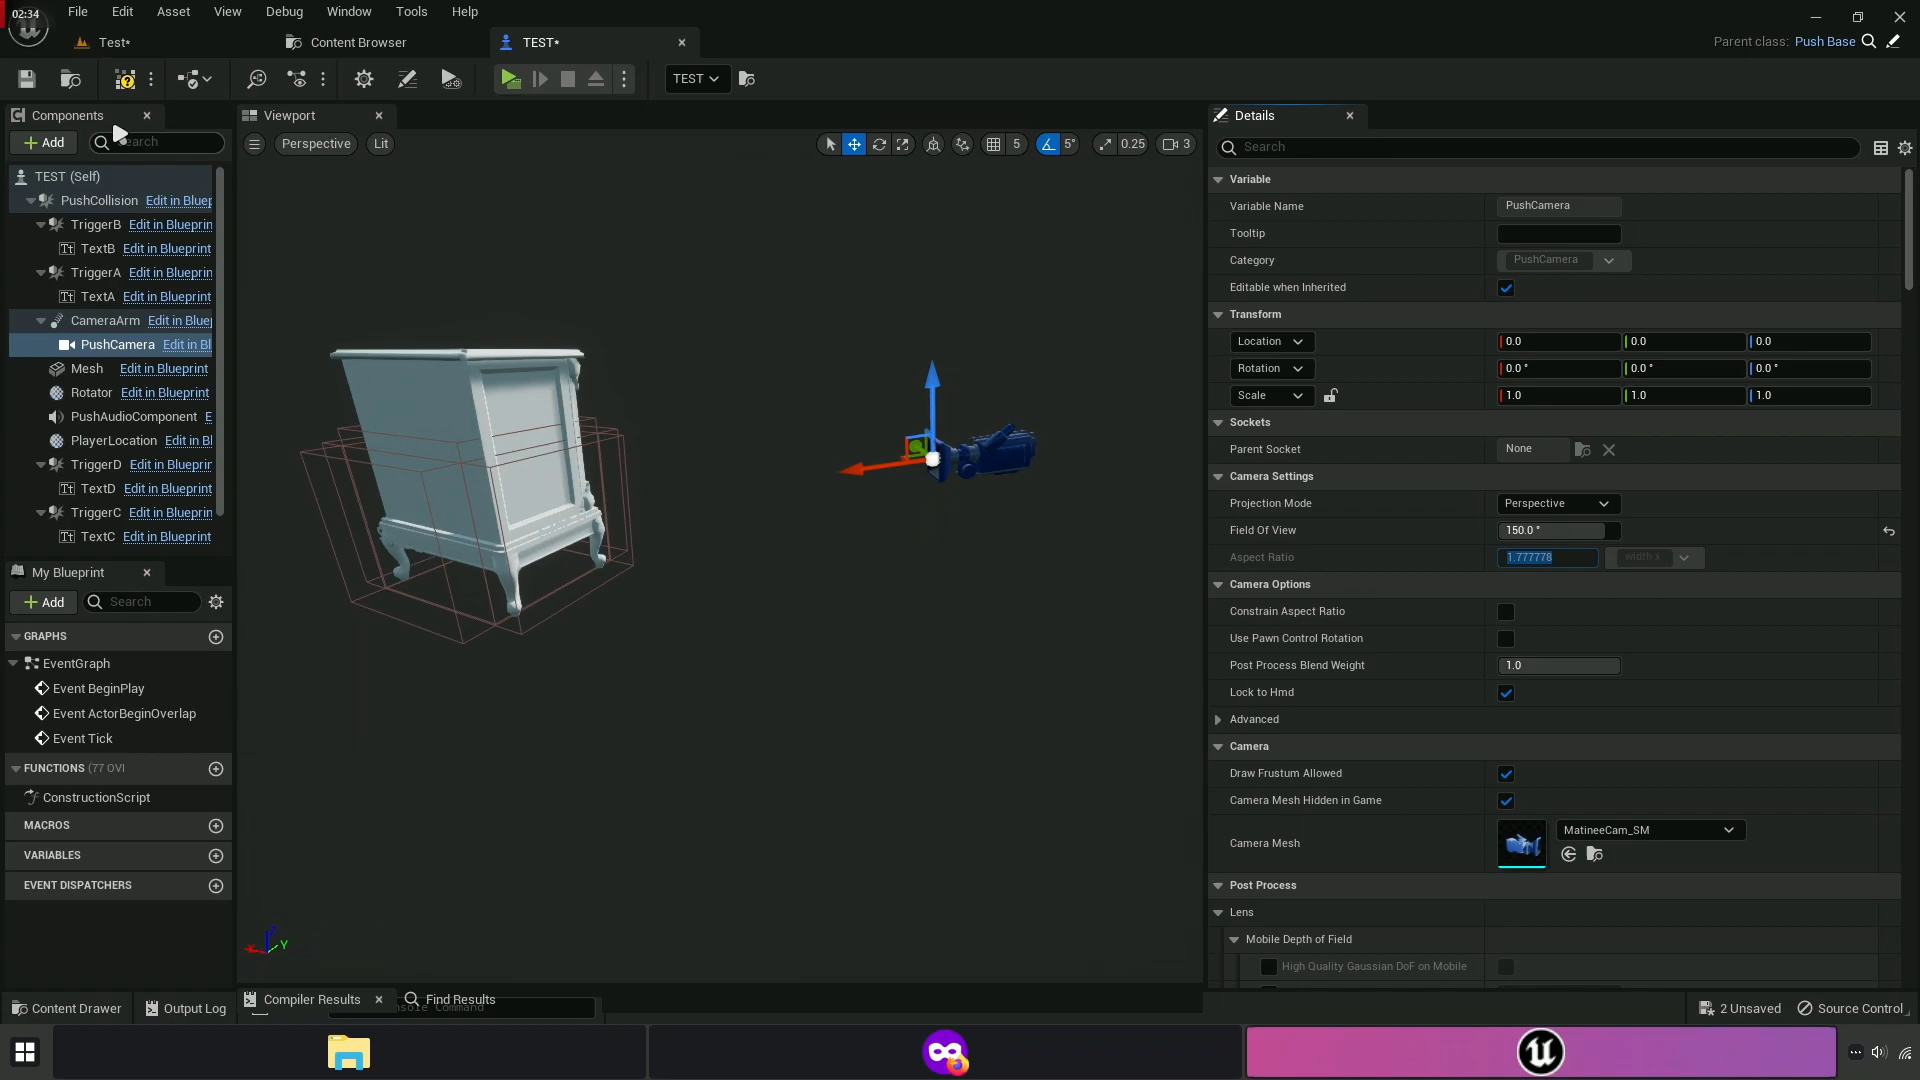 02:34
File Edit Asset View Debug Window Tools Help
Test* Content Browser TEST*
Parent class: Push Base
TEST
Components
Add
TEST (Self)
PushCollision Edit in Bluep
TriggerB Edit in Blueprin
TextB Edit in Blueprint
TriggerA Edit in Blueprin
TextA Edit in Blueprint
CameraArm Edit in Bluep
PushCamera Edit in Bl
Mesh Edit in Blueprint
Rotator Edit in Blueprint
PushAudioComponent E
PlayerLocation Edit in Bl
TriggerD Edit in Blueprin
TextD Edit in Blueprint
TriggerC Edit in Blueprin
TextC Edit in Blueprint
My Blueprint
Add Search
GRAPHS
EventGraph
Event BeginPlay
Event ActorBeginOverlap
Event Tick
FUNCTIONS (77 OVI
ConstructionScript
MACROS
VARIABLES
EVENT DISPATCHERS
Viewport
Perspective Lit
5 5° 0.25 3
X Y
Compiler Results Find Results
Details
Search
Variable
Variable Name PushCamera
Tooltip
Category PushCamera
Editable when Inherited
Transform
Location 0.0 0.0 0.0
Rotation 0.0 ° 0.0 ° 0.0 °
Scale 1.0 1.0 1.0
Sockets
Parent Socket None
Camera Settings
Projection Mode Perspective
Field Of View 150.0 °
Aspect Ratio 1.777778 width x
Camera Options
Constrain Aspect Ratio
Use Pawn Control Rotation
Post Process Blend Weight 1.0
Lock to Hmd
Advanced
Camera
Draw Frustum Allowed
Camera Mesh Hidden in Game
Camera Mesh MatineeCam_SM
Post Process
Lens
Mobile Depth of Field
High Quality Gaussian DoF on Mobile
Content Drawer Output Log nsole Command 2 Unsaved Source Control